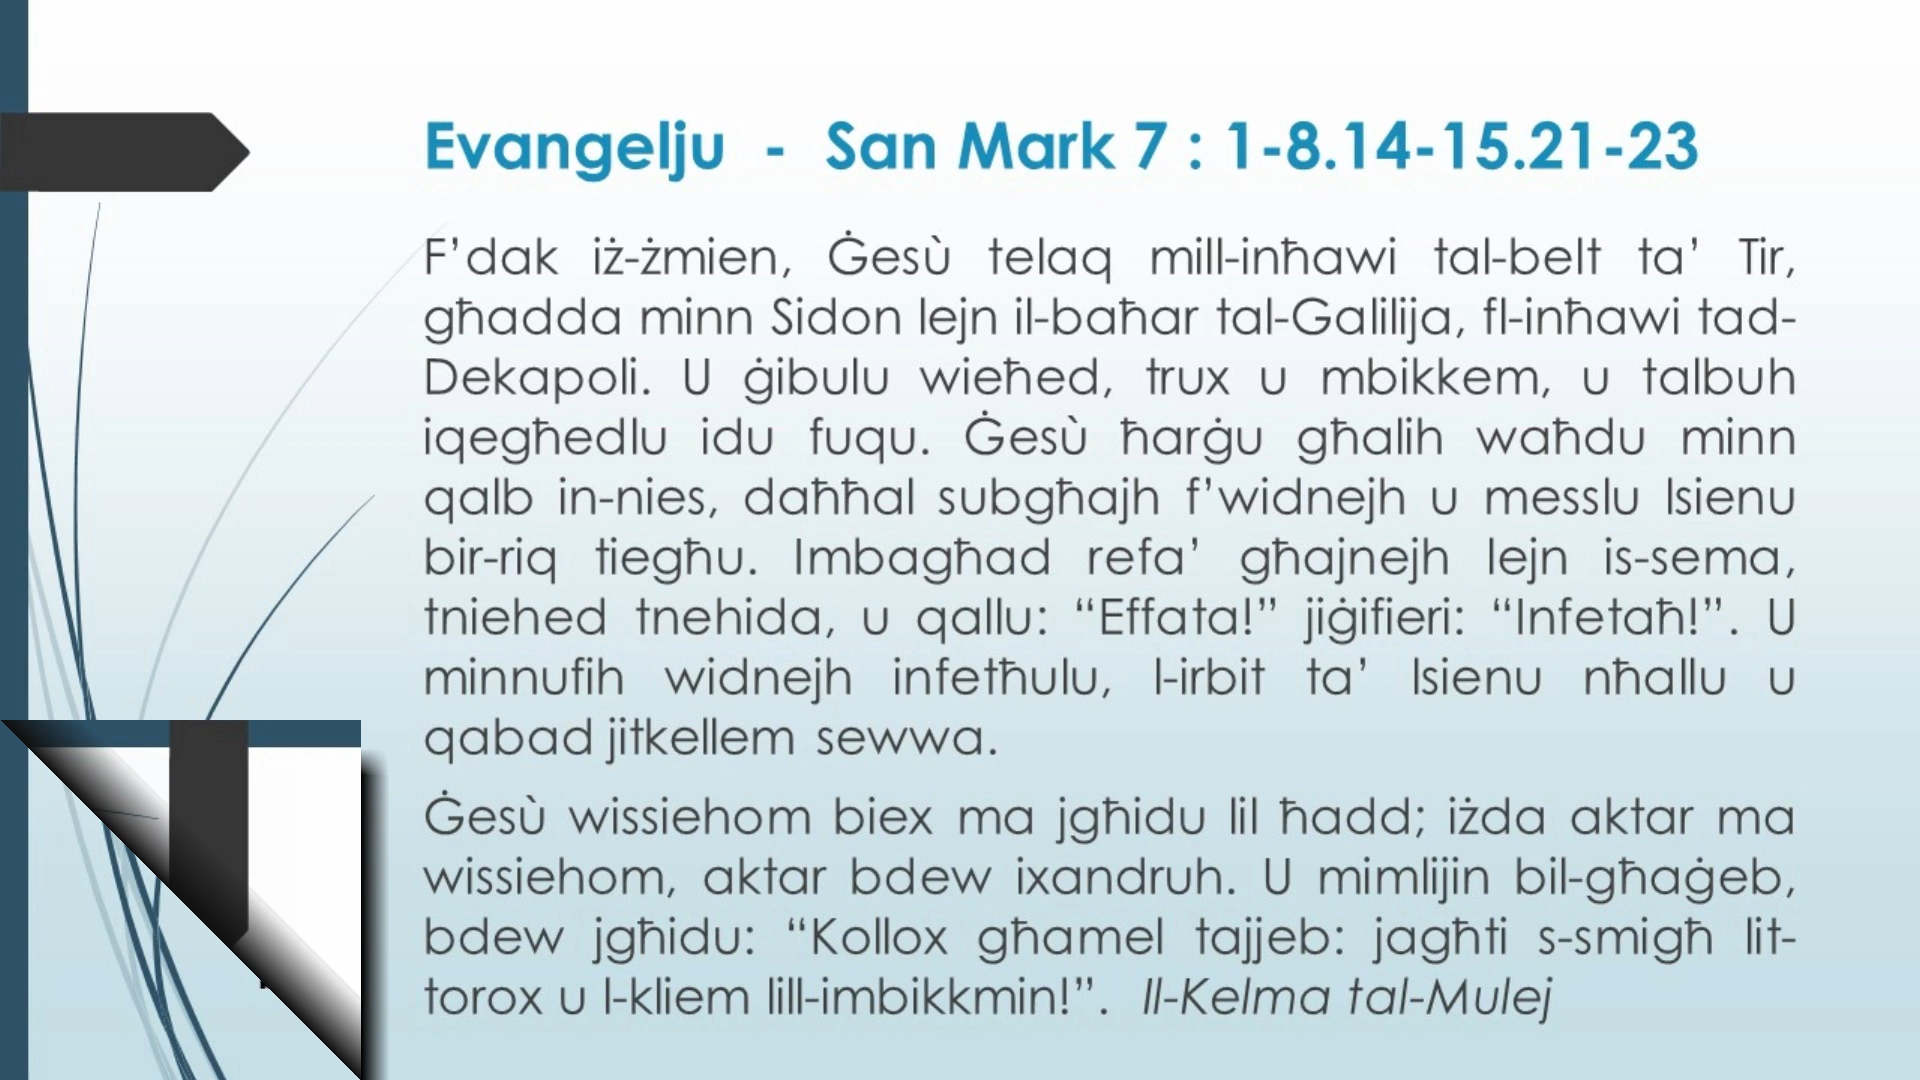 Evangelju - San Mark 7 : 1-8.14-15.21-23
F’dak iż-żmien, Ġesù telaq mill-inħawi tal-belt ta’ Tir,
għadda minn Sidon lejn il-baħar tal-Galilija, fl-inħawi tad-
Dekapoli. U ġibulu wieħed, trux u mbikkem, u talbuh
iqegħedlu idu fuqu. Ġesù ħarġu għalih waħdu minn
qalb in-nies, daħħal subgħajh f’widnejh u messlu lsienu
bir-riq tiegħu. Imbagħad refa’ għajnejh lejn is-sema,
tniehed tnehida, u qallu: “Effata!” jiġifieri: “Infetaħ!”. U
minnufih widnejh infetħulu, l-irbit ta’ lsienu nħallu u
qabad jitkellem sewwa.
Ġesù wissiehom biex ma jgħidu lil ħadd; iżda aktar ma
wissiehom, aktar bdew ixandruh. U mimlijin bil-għaġeb,
bdew jgħidu: “Kollox għamel tajjeb: jagħti s-smigħ lit-
torox u l-kliem lill-imbikkmin!”. Il-Kelma tal-Mulej